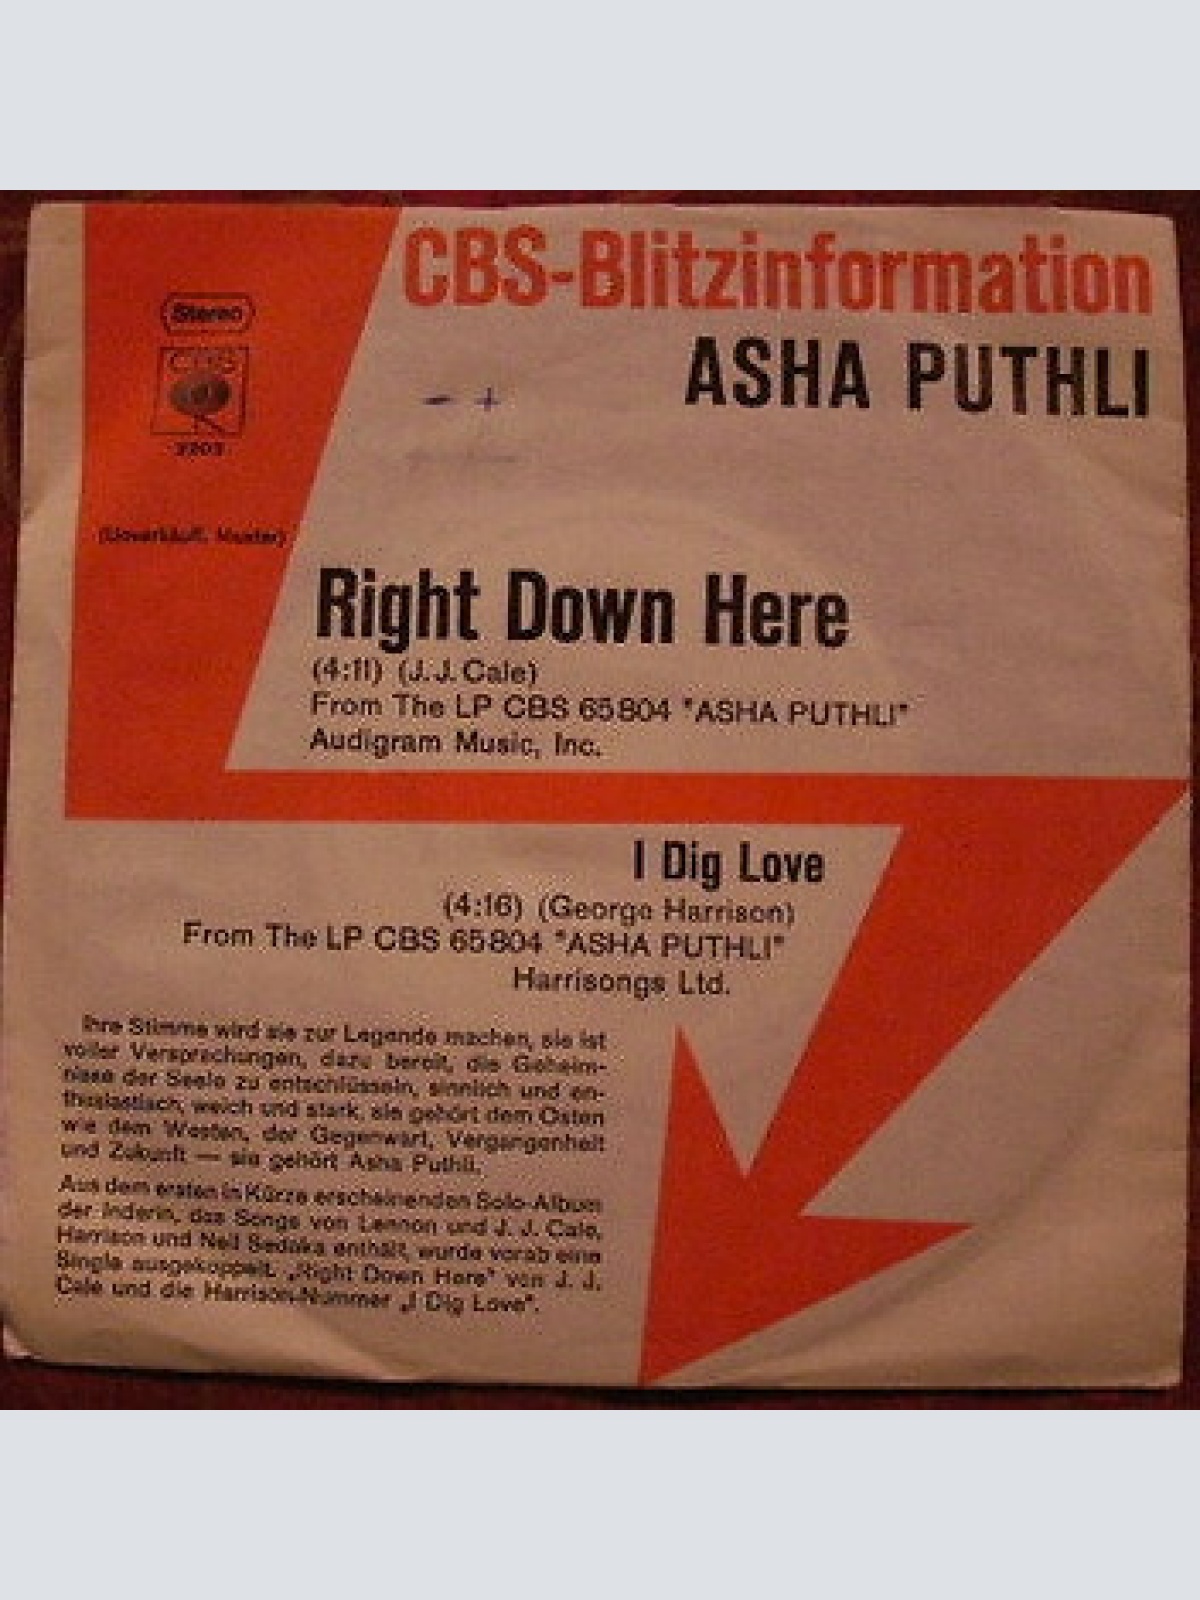 CBS-Blitzinformation
ASHA PUTHLI
Stereo
CBS
- +
(Unverkäufl. Muster)
Right Down Here
(4:11) (J. J. Cale)
From The LP CBS 65804 "ASHA PUTHLI"
Audigram Music, Inc.
I Dig Love
(4:16) (George Harrison)
From The LP CBS 65804 "ASHA PUTHLI"
Harrisongs Ltd.
Ihre Stimme wird sie zur Legende machen, sie ist
voller Versprechungen, dazu bereit, die Geheim-
nisse der Seele zu entschlüsseln, sinnlich und en-
thusiastisch, weich und stark, sie gehört dem Osten
wie dem Westen, der Gegenwart, Vergangenheit
und Zukunft — sie gehört Asha Puthli.
Aus dem ersten in Kürze erscheinenden Solo-Album
der Inderin, das Songs von Lennon und J. J. Cale,
Harrison und Neil Sedaka enthält, wurde vorab eine
Single ausgekoppelt. „Right Down Here" von J. J.
Cale und die Harrison-Nummer „I Dig Love".